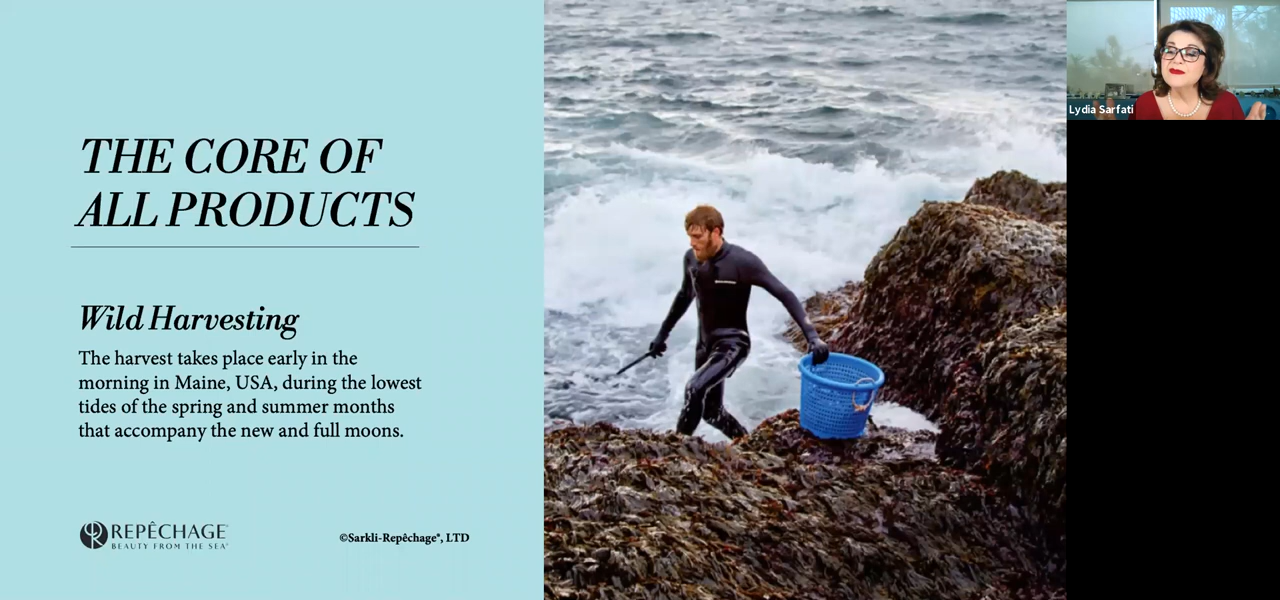 THE CORE OF
ALL PRODUCTS
Wild Harvesting
The harvest takes place early in the
morning in Maine, USA, during the lowest
tides of the spring and summer months
that accompany the new and full moons.
REPÊCHAGE®
BEAUTY FROM THE SEA®
©Sarkli-Repêchage®, LTD
Lydia Sarfati